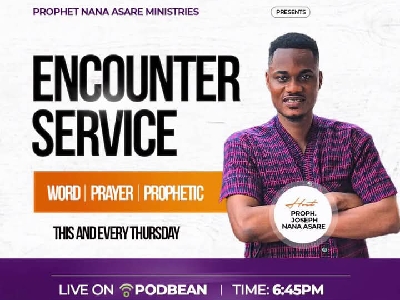 PROPHET NANA ASARE MINISTRIES
PRESENTS
ENCOUNTER
SERVICE
WORD | PRAYER | PROPHETIC
THIS AND EVERY THURSDAY
Host
PROPH.
JOSEPH
NANA ASARE
LIVE ON PODBEAN | TIME: 6:45PM